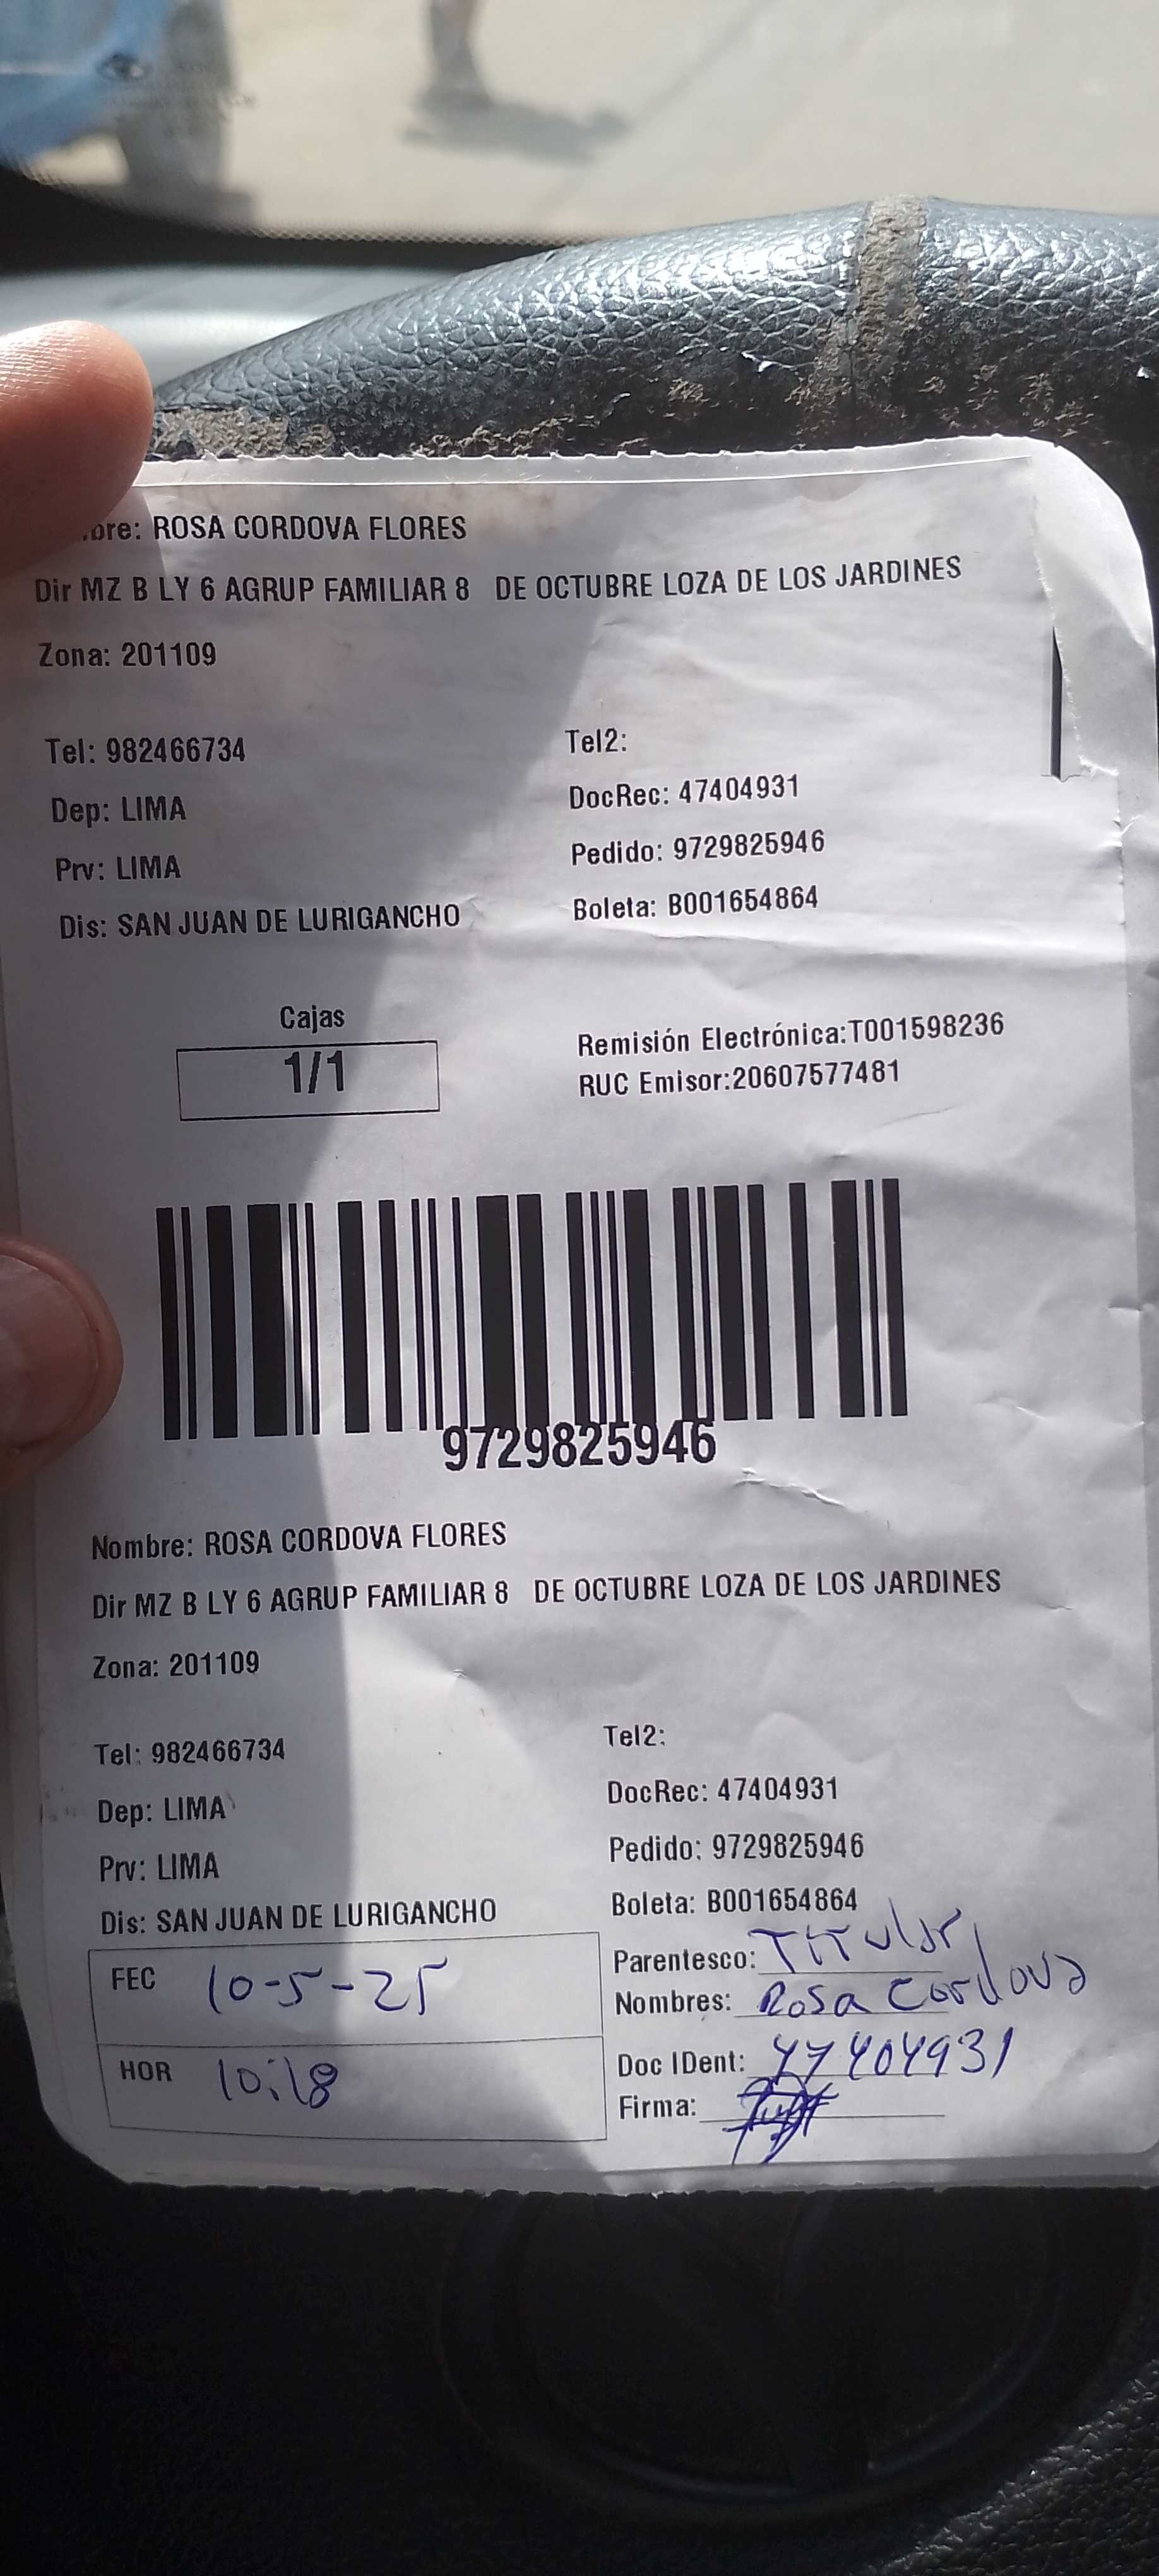 bre: ROSA CORDOVA FLORES
Dir MZ B LY 6 AGRUP FAMILIAR 8 DE OCTUBRE LOZA DE LOS JARDINES
Zona: 201109
Tel: 982466734 Tel2:
Dep: LIMA DocRec: 47404931
Prv: LIMA Pedido: 9729825946
Dis: SAN JUAN DE LURIGANCHO Boleta: B001654864
Cajas
1/1
Remisión Electrónica:T001598236
RUC Emisor:20607577481
9729825946
Nombre: ROSA CORDOVA FLORES
Dir MZ B LY 6 AGRUP FAMILIAR 8 DE OCTUBRE LOZA DE LOS JARDINES
Zona: 201109
Tel: 982466734 Tel2:
Dep: LIMA DocRec: 47404931
Prv: LIMA Pedido: 9729825946
Dis: SAN JUAN DE LURIGANCHO Boleta: B001654864
FEC 10-5-25
HOR 10:18
Parentesco: Titular
Nombres: Rosa Cordova
Doc IDent: 47404931
Firma: